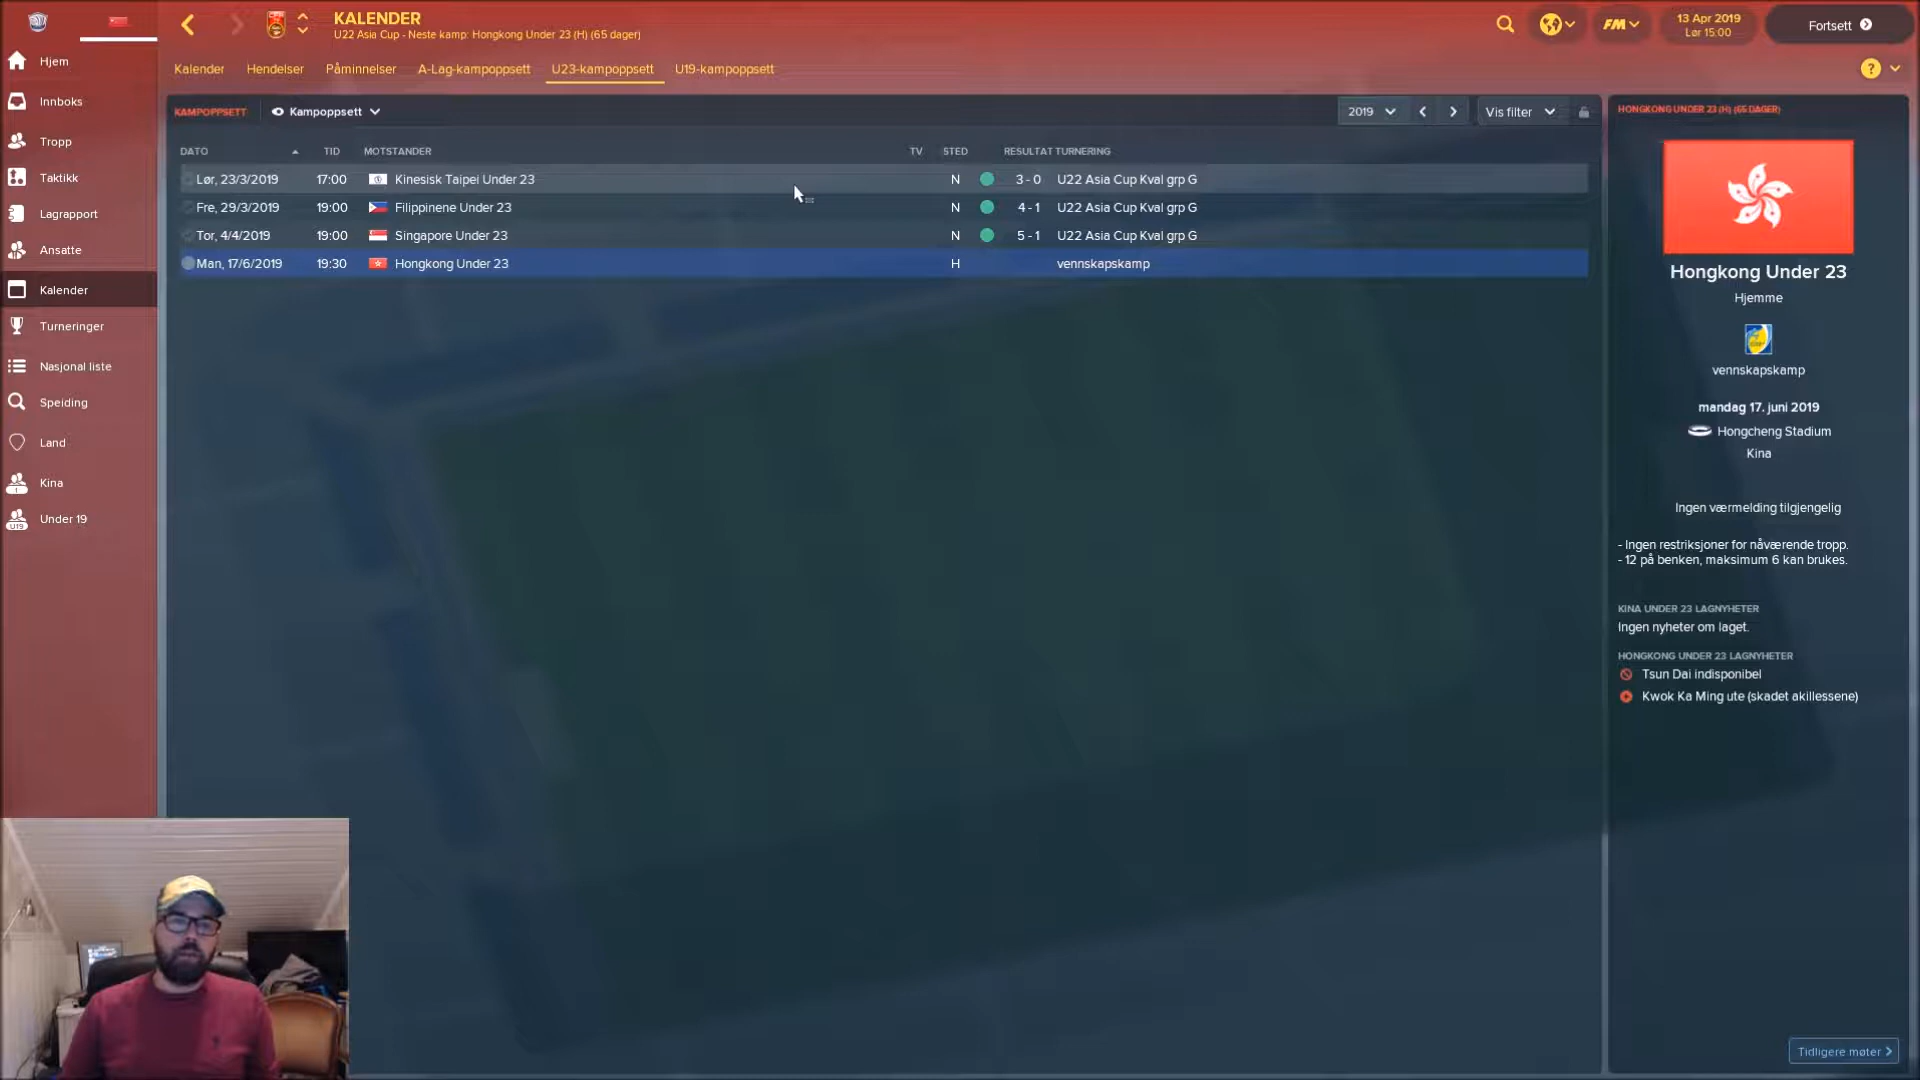 KALENDER
U22 Asia Cup - Neste kamp: Hongkong Under 23 (H) (65 dager)
FM
13 Apr 2019
Lør 15:00
Fortsett
Hjem
Innboks
Tropp
Taktikk
Lagrapport
Ansatte
Kalender
Turneringer
Nasjonal liste
Speiding
Land
Kina
U19
Under 19
Kalender Hendelser Påminnelser A-Lag-kampoppsett U23-kampoppsett U19-kampoppsett
?
KAMPOPPSETT Kampoppsett 2019 Vis filter
DATO TID MOTSTANDER TV STED RESULTAT TURNERING
Lør, 23/3/2019 17:00 Kinesisk Taipei Under 23 N 3 - 0 U22 Asia Cup Kval grp G
Fre, 29/3/2019 19:00 Filippinene Under 23 N 4 - 1 U22 Asia Cup Kval grp G
Tor, 4/4/2019 19:00 Singapore Under 23 N 5 - 1 U22 Asia Cup Kval grp G
Man, 17/6/2019 19:30 Hongkong Under 23 H vennskapskamp
HONGKONG UNDER 23 (H) (65 DAGER)
Hongkong Under 23
Hjemme
vennskapskamp
mandag 17. juni 2019
Hongcheng Stadium
Kina
Ingen værmelding tilgjengelig
- Ingen restriksjoner for nåværende tropp.
- 12 på benken, maksimum 6 kan brukes.
KINA UNDER 23 LAGNYHETER
Ingen nyheter om laget.
HONGKONG UNDER 23 LAGNYHETER
Tsun Dai indisponibel
Kwok Ka Ming ute (skadet akillessene)
Tidligere møter